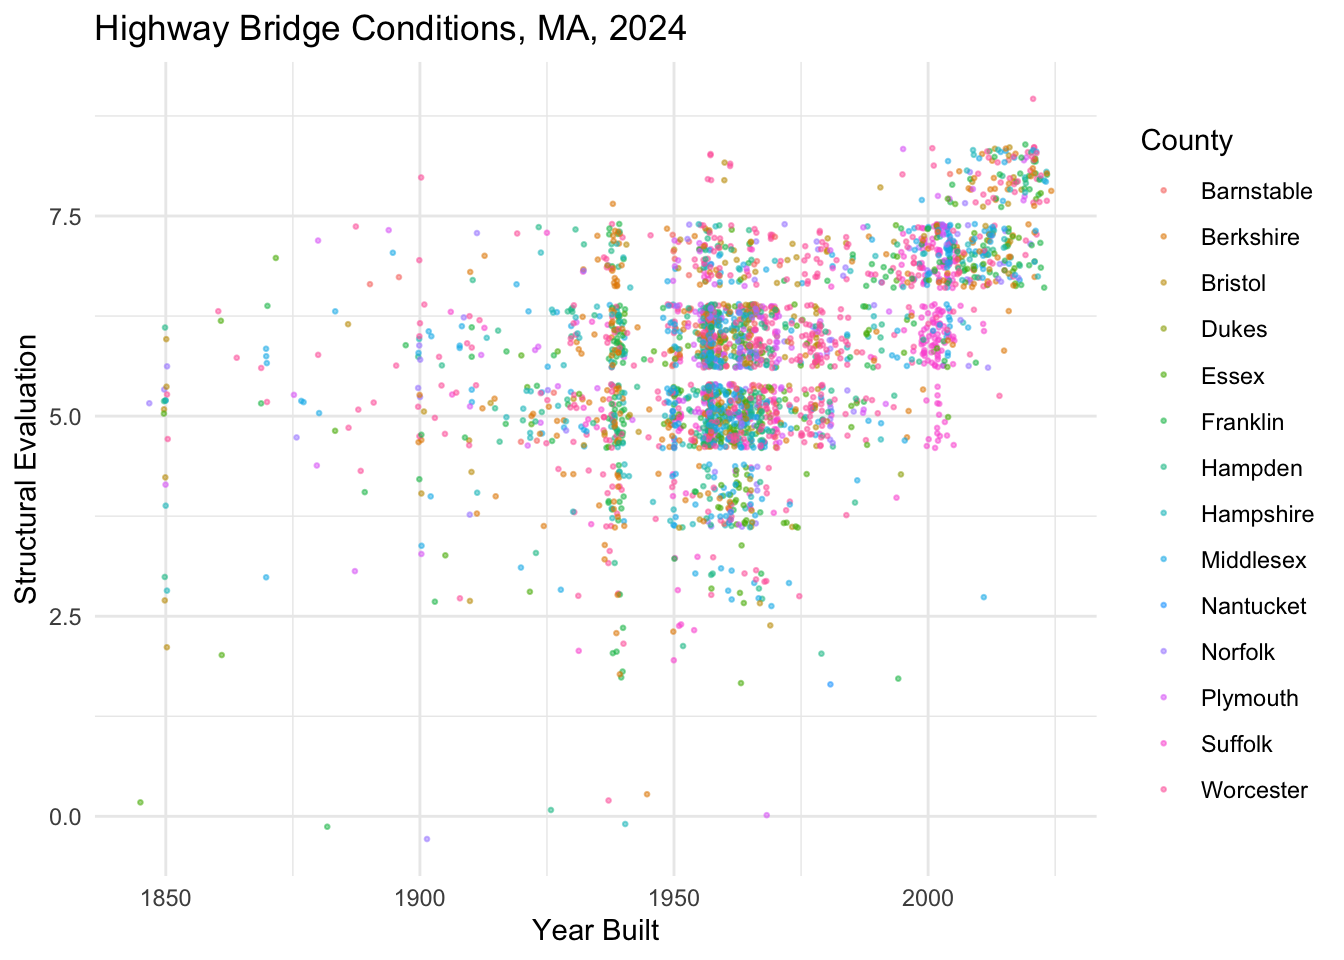 Highway Bridge Conditions, MA, 2024
Structural Evaluation
7.5
5.0
2.5
0.0
1850
1900
1950
2000
Year Built
County
Barnstable
Berkshire
Bristol
Dukes
Essex
Franklin
Hampden
Hampshire
Middlesex
Nantucket
Norfolk
Plymouth
Suffolk
Worcester